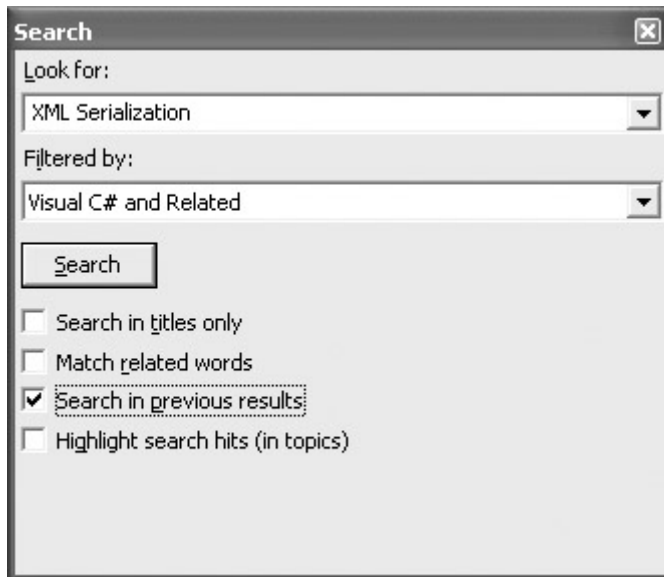 Search
Look for:
XML Serialization
Filtered by:
Visual C# and Related
Search
Search in titles only
Match related words
Search in previous results
Highlight search hits (in topics)